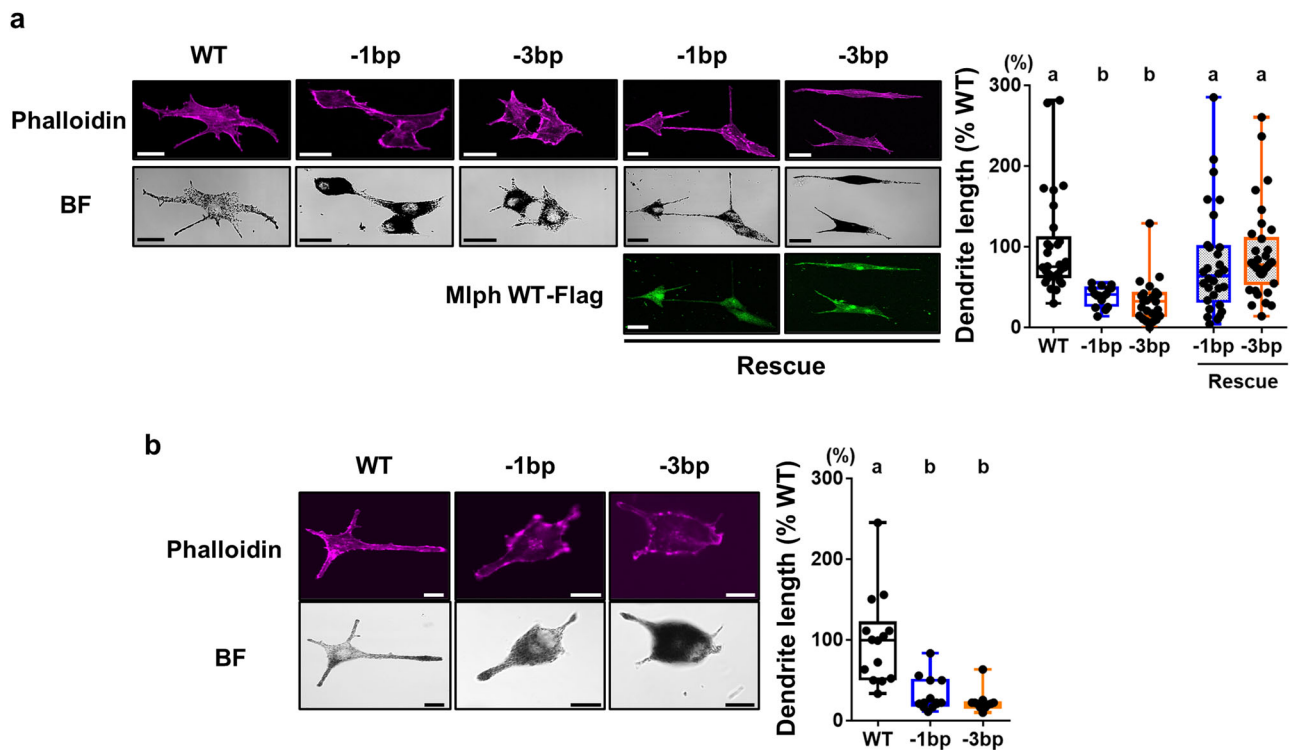 a
WT -1bp -3bp -1bp -3bp
Phalloidin
BF
Mlph WT-Flag
Rescue
(%)
a b b a a
300
200
100
0
Dendrite length (% WT)
WT -1bp -3bp -1bp -3bp
Rescue
b
WT -1bp -3bp
Phalloidin
BF
(%)
a b b
300
200
100
0
Dendrite length (% WT)
WT -1bp -3bp